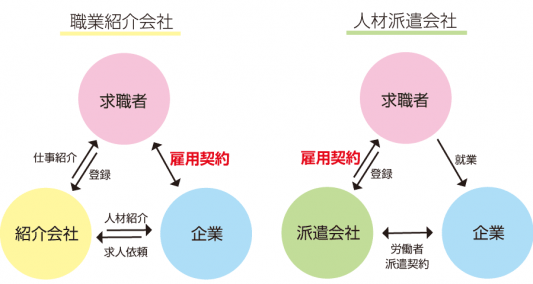 職業紹介会社
求職者
仕事紹介
登録
雇用契約
紹介会社
人材紹介
求人依頼
企業
人材派遣会社
求職者
雇用契約
登録
就業
派遣会社
労働者
派遣契約
企業